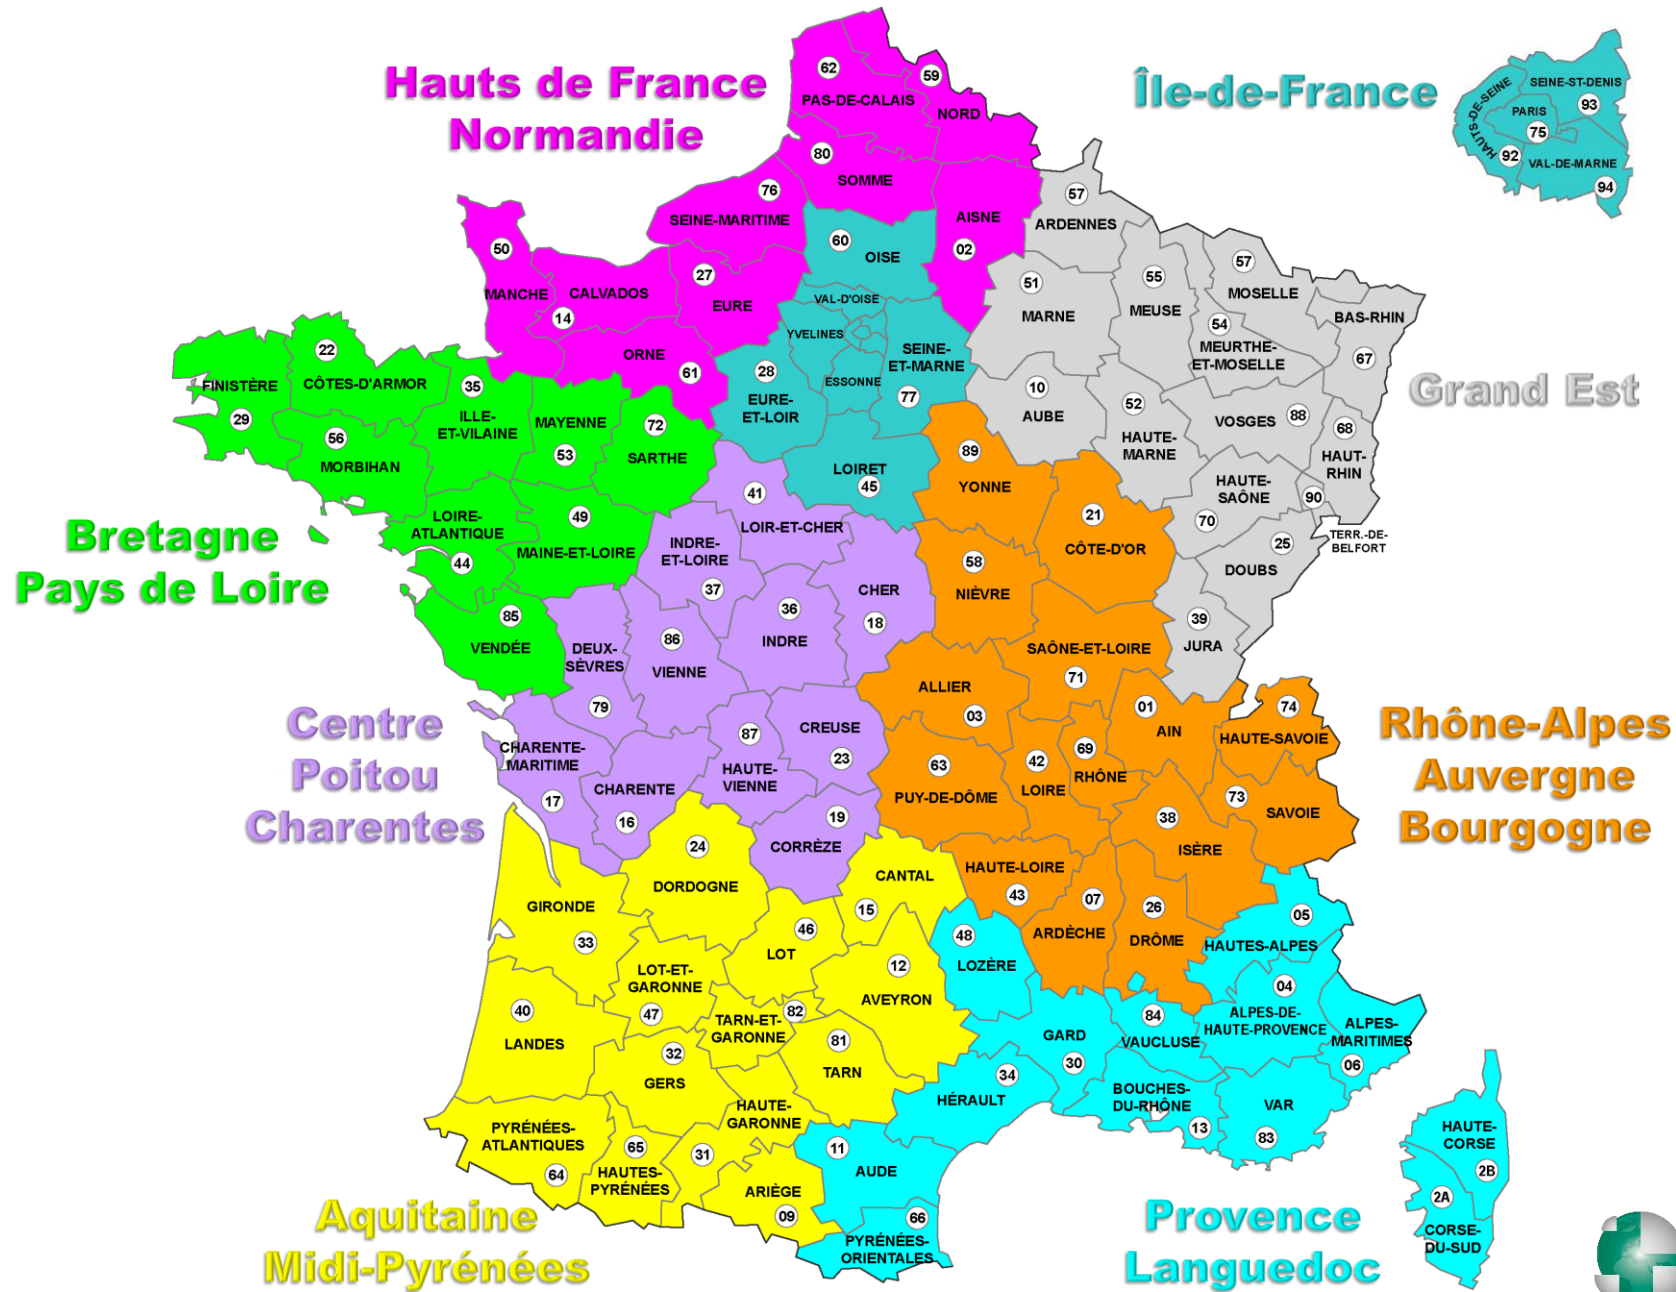 Hauts de France
Normandie
Île-de-France
Bretagne
Pays de Loire
Grand Est
Centre
Poitou
Charentes
Rhône-Alpes
Auvergne
Bourgogne
Aquitaine
Midi-Pyrénées
Provence
Languedoc
62
PAS-DE-CALAIS
59
NORD
80
SOMME
76
SEINE-MARITIME
AISNE
02
50
MANCHE
CALVADOS
14
27
EURE
ORNE
61
HAUTS-DE-SEINE
92
SEINE-ST-DENIS
93
PARIS
75
VAL-DE-MARNE
94
60
OISE
VAL-D'OISE
YVELINES
ESSONNE
SEINE-
ET-MARNE
77
28
EURE-
ET-LOIR
LOIRET
45
57
ARDENNES
51
MARNE
55
MEUSE
57
MOSELLE
54
MEURTHE-
ET-MOSELLE
BAS-RHIN
67
10
AUBE
52
HAUTE-
MARNE
VOSGES
88
68
HAUT-
RHIN
HAUTE-
SAÔNE
70
90
TERR.-DE-
BELFORT
25
DOUBS
39
JURA
FINISTÈRE
29
22
CÔTES-D'ARMOR
56
MORBIHAN
35
ILLE-
ET-VILAINE
MAYENNE
53
72
SARTHE
LOIRE-
ATLANTIQUE
44
49
MAINE-ET-LOIRE
85
VENDÉE
41
LOIR-ET-CHER
INDRE-
ET-LOIRE
37
36
INDRE
CHER
18
DEUX-
SÈVRES
79
86
VIENNE
CHARENTE-
MARITIME
17
CHARENTE
16
87
HAUTE-
VIENNE
CREUSE
23
19
CORRÈZE
89
YONNE
21
CÔTE-D'OR
58
NIÈVRE
SAÔNE-ET-LOIRE
71
ALLIER
03
63
PUY-DE-DÔME
42
LOIRE
69
RHÔNE
01
AIN
74
HAUTE-SAVOIE
73
SAVOIE
38
ISÈRE
HAUTE-LOIRE
43
07
ARDÈCHE
26
DRÔME
24
DORDOGNE
GIRONDE
33
CANTAL
15
46
LOT
12
AVEYRON
LOT-ET-
GARONNE
47
40
LANDES
82
TARN-ET-
GARONNE
32
GERS
81
TARN
HAUTE-
GARONNE
31
PYRÉNÉES-
ATLANTIQUES
64
65
HAUTES-
PYRÉNÉES
ARIÈGE
09
48
LOZÈRE
05
HAUTES-ALPES
04
ALPES-DE-
HAUTE-PROVENCE
ALPES-
MARITIMES
06
84
VAUCLUSE
GARD
30
34
HÉRAULT
BOUCHES-
DU-RHÔNE
13
VAR
83
11
AUDE
66
PYRÉNÉES-
ORIENTALES
HAUTE-
CORSE
2B
2A
CORSE-
DU-SUD